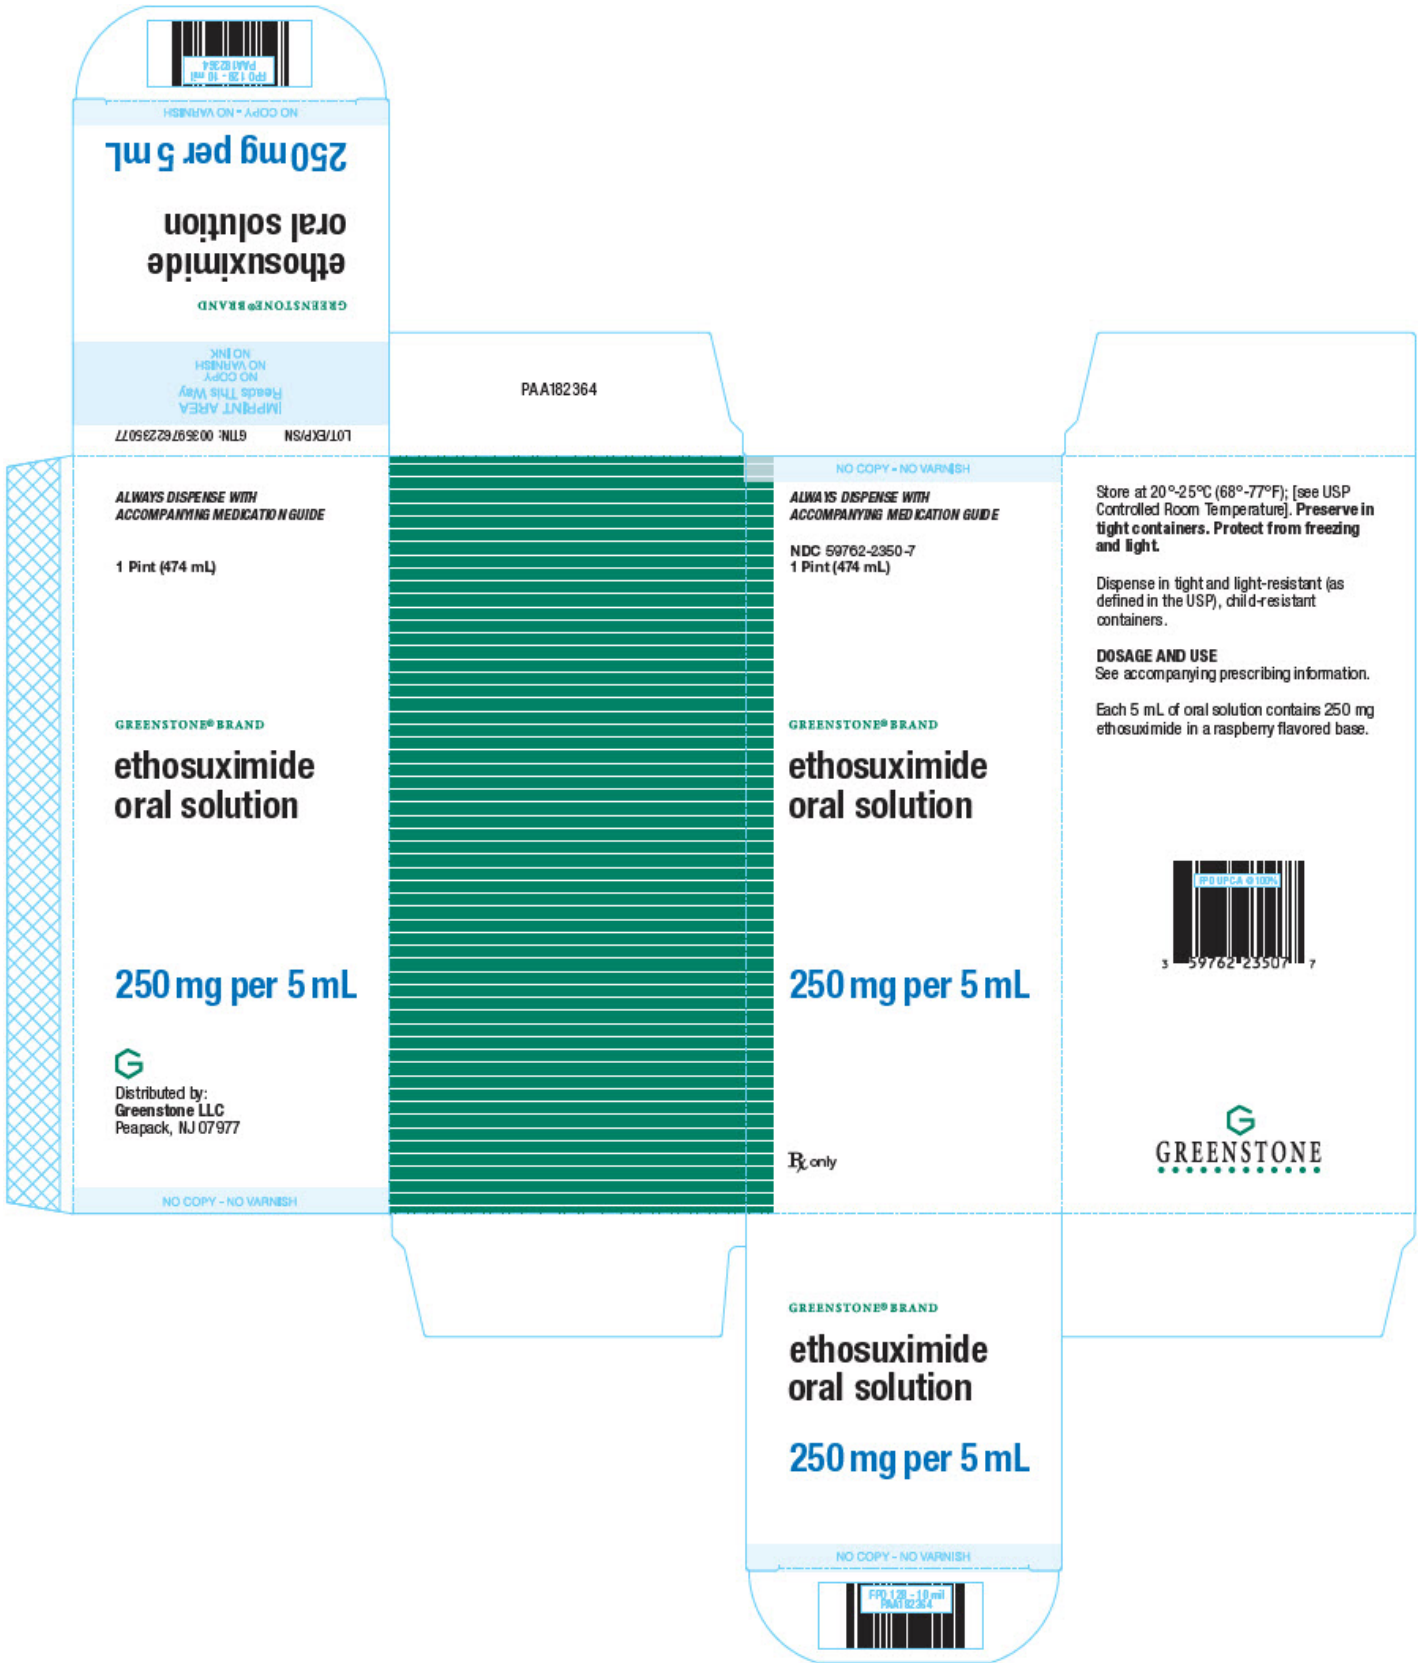 FPO 128 - 10 mil
PAA182364
NO COPY - NO VARNISH
250 mg per 5 mL
ethosuximide
oral solution
GREENSTONE® BRAND
IMPRINT AREA
Reads This Way
NO COPY
NO VARNISH
NO INK
LOT/EXP/SN GTIN: 00359762235077
ALWAYS DISPENSE WITH
ACCOMPANYING MEDICATION GUIDE
1 Pint (474 mL)
GREENSTONE® BRAND
ethosuximide
oral solution
250 mg per 5 mL
G
Distributed by:
Greenstone LLC
Peapack, NJ 07977
NO COPY - NO VARNISH
PAA182364
NO COPY - NO VARNISH
ALWAYS DISPENSE WITH
ACCOMPANYING MEDICATION GUIDE
NDC 59762-2350-7
1 Pint (474 mL)
GREENSTONE® BRAND
ethosuximide
oral solution
250 mg per 5 mL
Rx only
GREENSTONE® BRAND
ethosuximide
oral solution
250 mg per 5 mL
NO COPY - NO VARNISH
FPO 128 - 10 mil
PAA182364
Store at 20°-25°C (68°-77°F); [see USP
Controlled Room Temperature]. Preserve in
tight containers. Protect from freezing
and light.
Dispense in tight and light-resistant (as
defined in the USP), child-resistant
containers.
DOSAGE AND USE
See accompanying prescribing information.
Each 5 mL of oral solution contains 250 mg
ethosuximide in a raspberry flavored base.
FPO UPC-A @ 100%
3 59762 23507 7
G
GREENSTONE